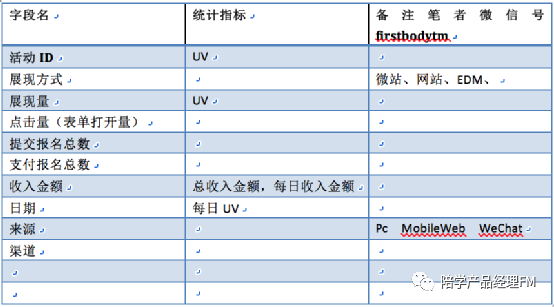 字段名 统计指标 备注笔者微信号
firstbodytm
活动 ID UV
展现方式 微站、网站、EDM、
展现量 UV
点击量（表单打开量）
提交报名总数
支付报名总数
收入金额 总收入金额，每日收入金额
日期 每日 UV
来源 Pc MobileWeb WeChat
渠道
陪学产品经理FM